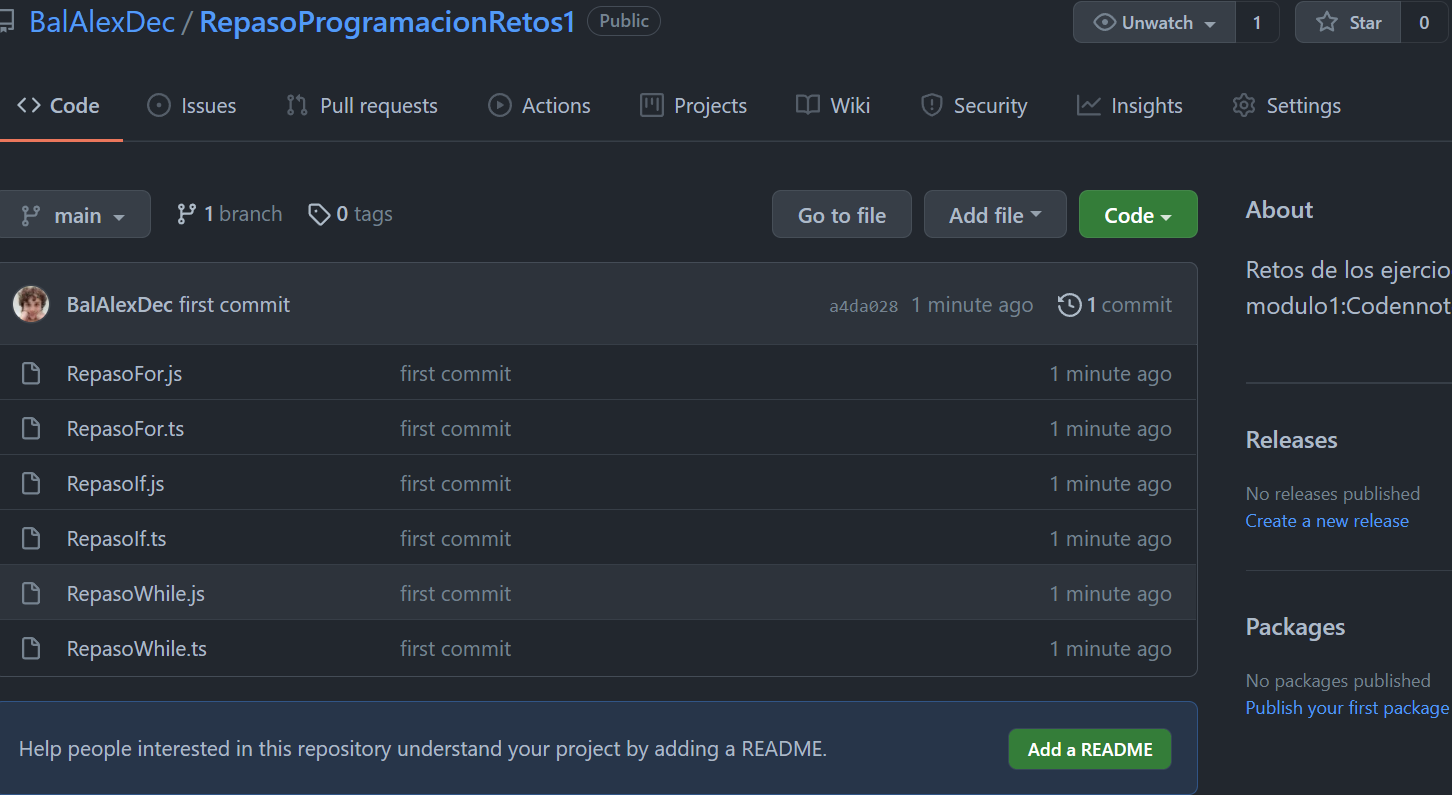 BalAlexDec / RepasoProgramacionRetos1 Public Unwatch 1 Star 0
Code Issues Pull requests Actions Projects Wiki Security Insights Settings
main 1 branch 0 tags Go to file Add file Code
BalAlexDec first commit a4da028 1 minute ago 1 commit
RepasoFor.js first commit 1 minute ago
RepasoFor.ts first commit 1 minute ago
RepasoIf.js first commit 1 minute ago
RepasoIf.ts first commit 1 minute ago
RepasoWhile.js first commit 1 minute ago
RepasoWhile.ts first commit 1 minute ago
Help people interested in this repository understand your project by adding a README. Add a README
About
Retos de los ejercio
modulo1:Codennot
Releases
No releases published
Create a new release
Packages
No packages published
Publish your first package